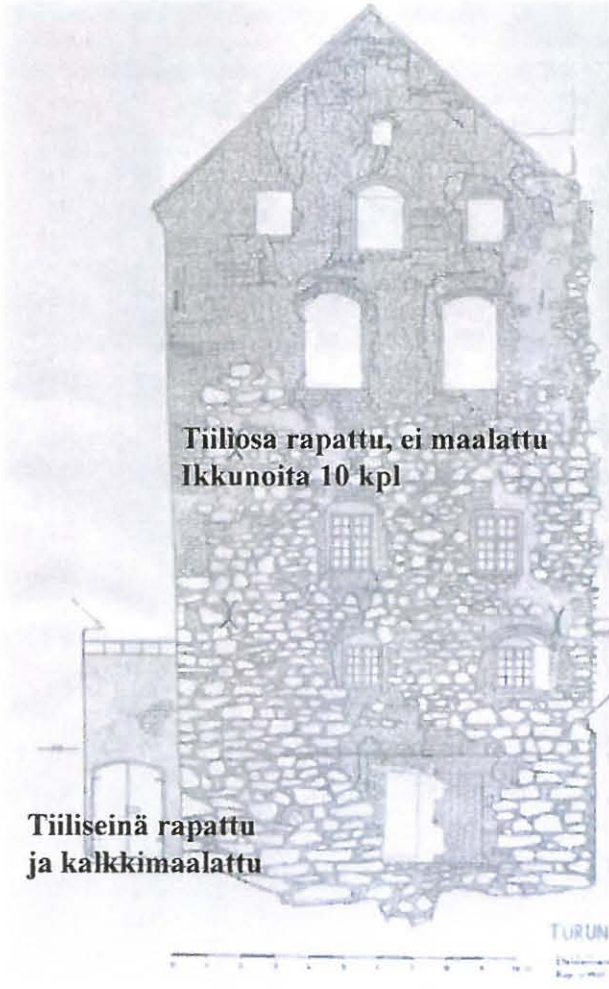 Tiiliosa rapattu, ei maalattu
Ikkunoita 10 kpl
Tiiliseinä rapattu
ja kalkkimaalattu
TURUN